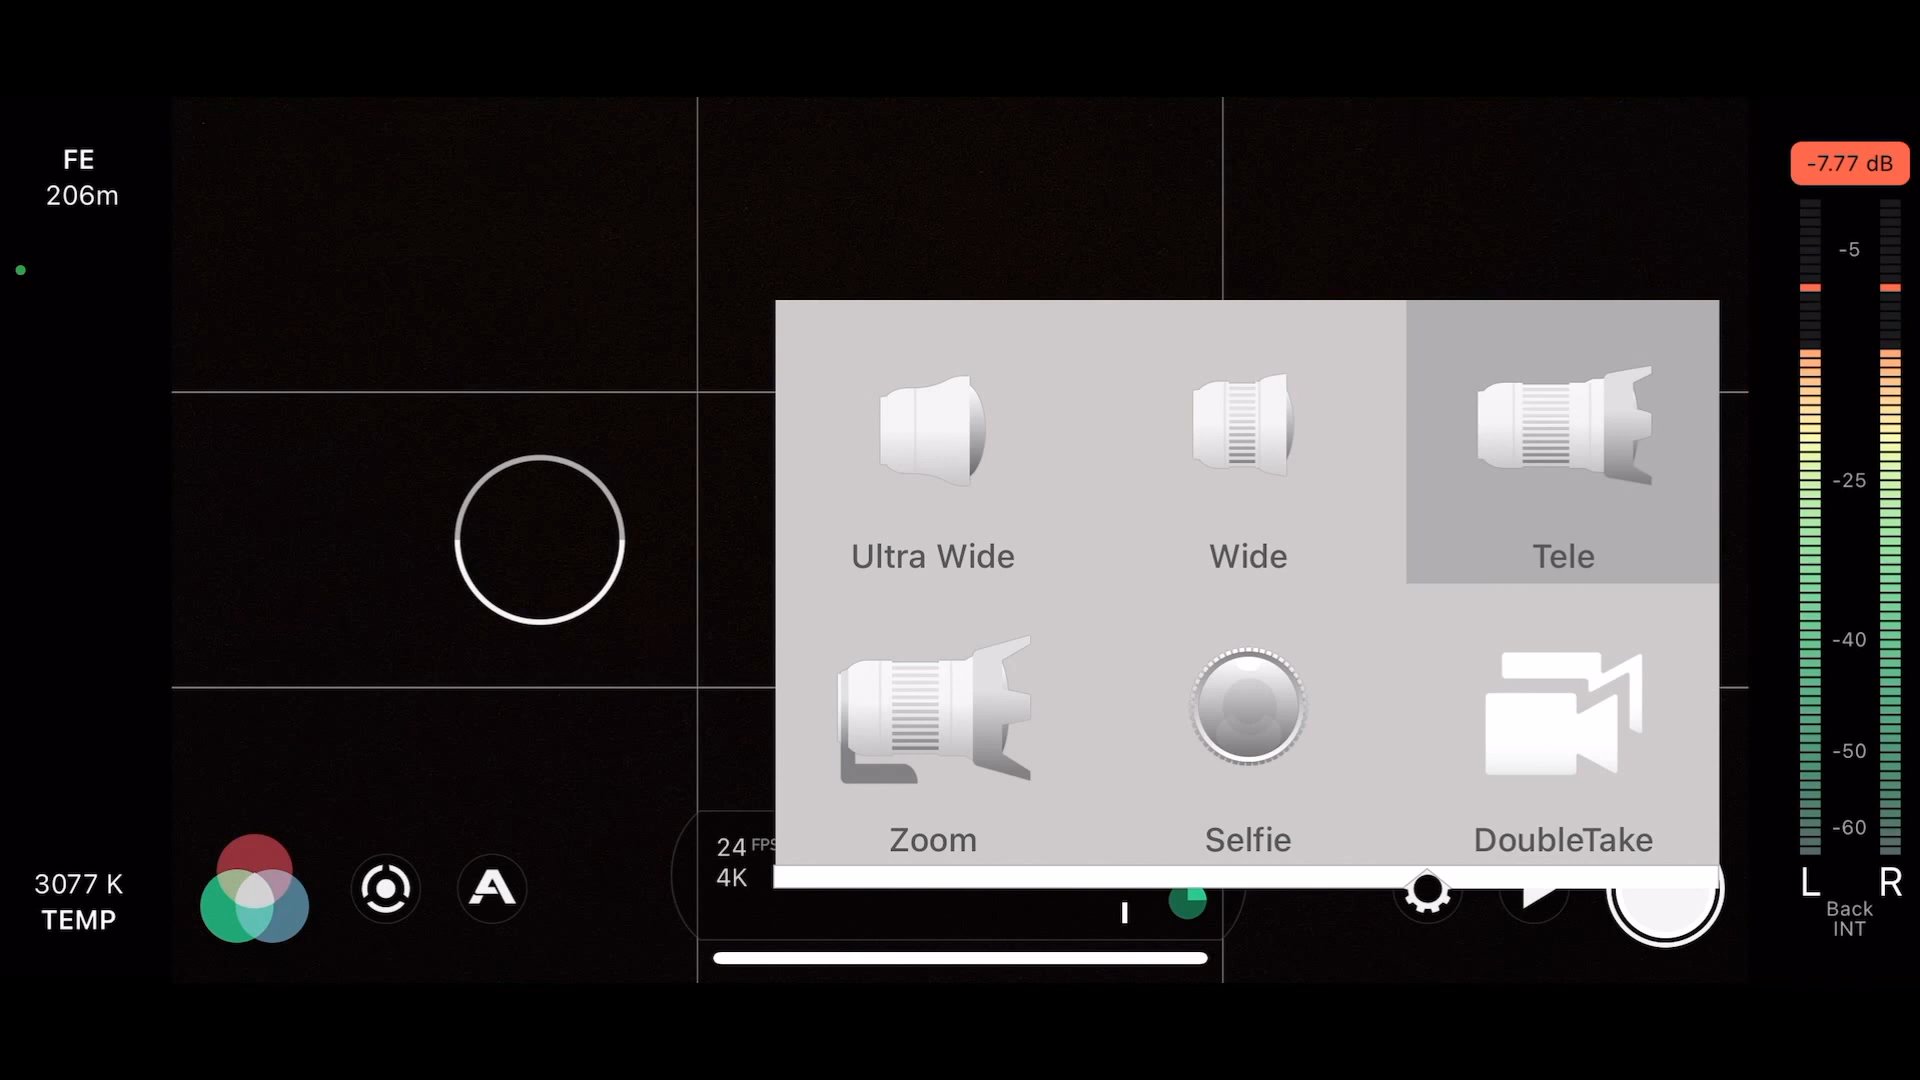 FE
206m
-7.77 dB
-5
-25
-40
-50
-60
L R
Back
INT
Ultra Wide
Wide
Tele
Zoom
Selfie
DoubleTake
24 FPS
4K
3077 K
TEMP
A